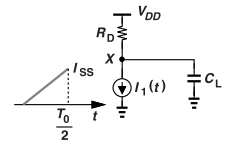 V_DD
R_D
X
I_SS
I_1(t)
C_L
T_0/2
t